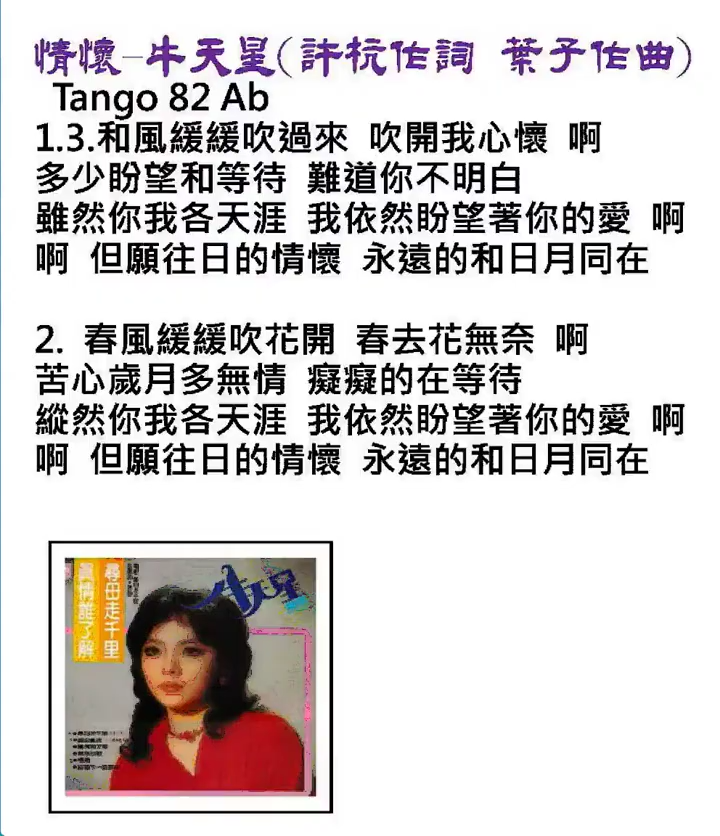 情懷-牛天星(許杭作詞 葉子作曲)
Tango 82 Ab
1.3.和風緩緩吹過來 吹開我心懷 啊
多少盼望和等待 難道你不明白
雖然你我各天涯 我依然盼望著你的愛 啊
啊 但願往日的情懷 永遠的和日月同在
2. 春風緩緩吹花開 春去花無奈 啊
苦心歲月多無情 癡癡的在等待
縱然你我各天涯 我依然盼望著你的愛 啊
啊 但願往日的情懷 永遠的和日月同在
牛天星
尋母走千里
真情誰了解